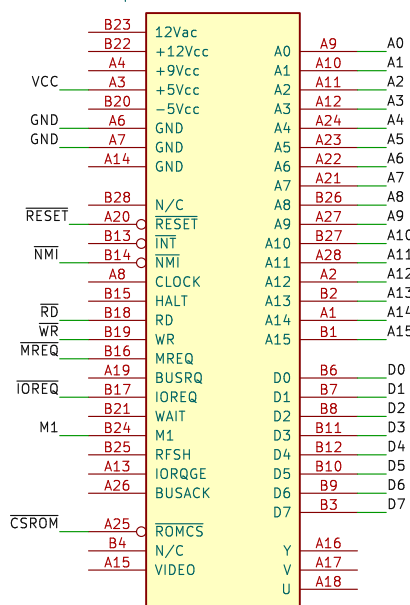 B23 12Vac
B22 +12Vcc A0 A9 A0
A4 +9Vcc A1 A10 A1
VCC A3 +5Vcc A2 A11 A2
B20 -5Vcc A3 A12 A3
GND A6 GND A4 A24 A4
GND A7 GND A5 A23 A5
A14 GND A6 A22 A6
A7 A21 A7
B28 N/C A8 B26 A8
RESET A20 RESET A9 A27 A9
B13 INT A10 B27 A10
NMI B14 NMI A11 A28 A11
A8 CLOCK A12 A2 A12
B15 HALT A13 B2 A13
RD B18 RD A14 A1 A14
WR B19 WR A15 B1 A15
MREQ B16 MREQ
A19 BUSRQ D0 B6 D0
IOREQ B17 IOREQ D1 B7 D1
B21 WAIT D2 B8 D2
M1 B24 M1 D3 B11 D3
B25 RFSH D4 B12 D4
A13 IORQGE D5 B10 D5
A26 BUSACK D6 B9 D6
D7 B3 D7
CSROM A25 ROMCS
B4 N/C Y A16
A15 VIDEO V A17
U A18